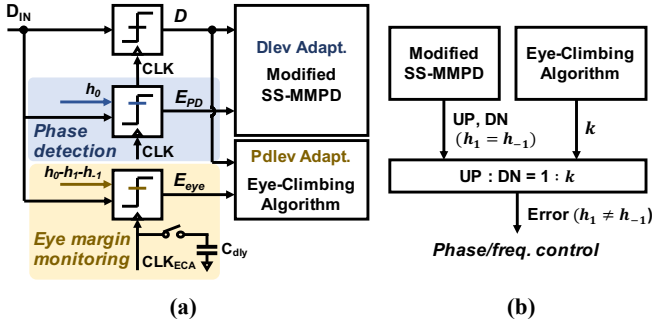 D_IN
D
Dlev Adapt.
Modified
SS-MMPD
CLK
h_0
E_PD
Phase
detection
CLK
Pdlev Adapt.
Eye-Climbing
Algorithm
h_0-h_1-h_-1
E_eye
Eye margin
monitoring
CLK_ECA
C_dly
(a)
Modified
SS-MMPD
Eye-Climbing
Algorithm
UP, DN
(h_1 = h_−1)
k
UP : DN = 1 : k
Error (h_1 ≠ h_−1)
Phase/freq. control
(b)